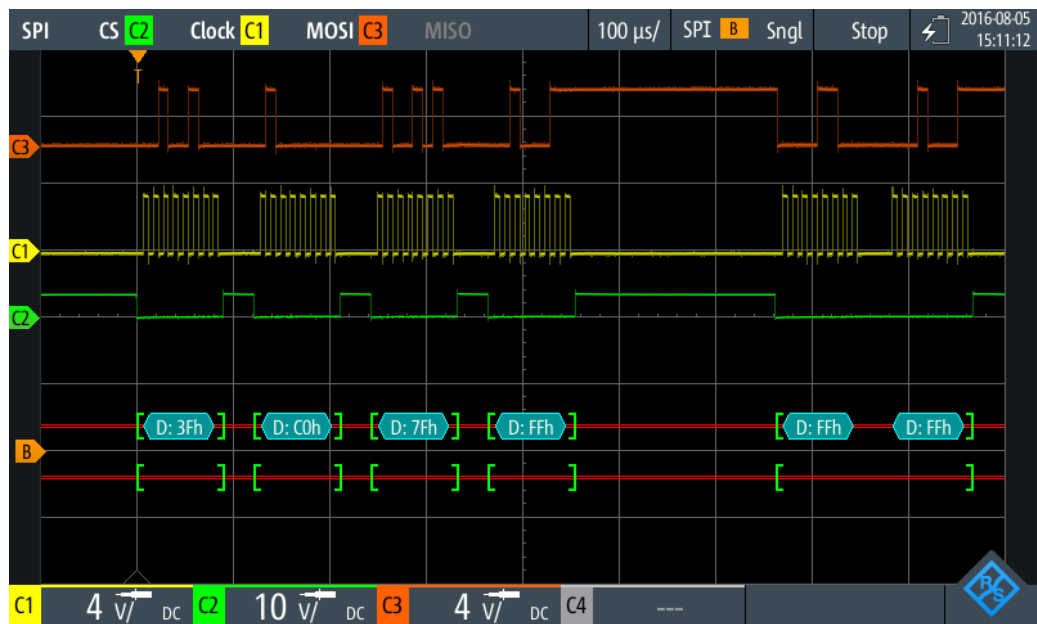 SPI CS C2 Clock C1 MOSI C3 MISO 100 µs/ SPI B Sngl Stop 2016-08-05
15:11:12
T
C3
C1
C2
D: 3Fh D: C0h D: 7Fh D: FFh D: FFh D: FFh
B
C1 4 V/ DC C2 10 V/ DC C3 4 V/ DC C4 ---
R S